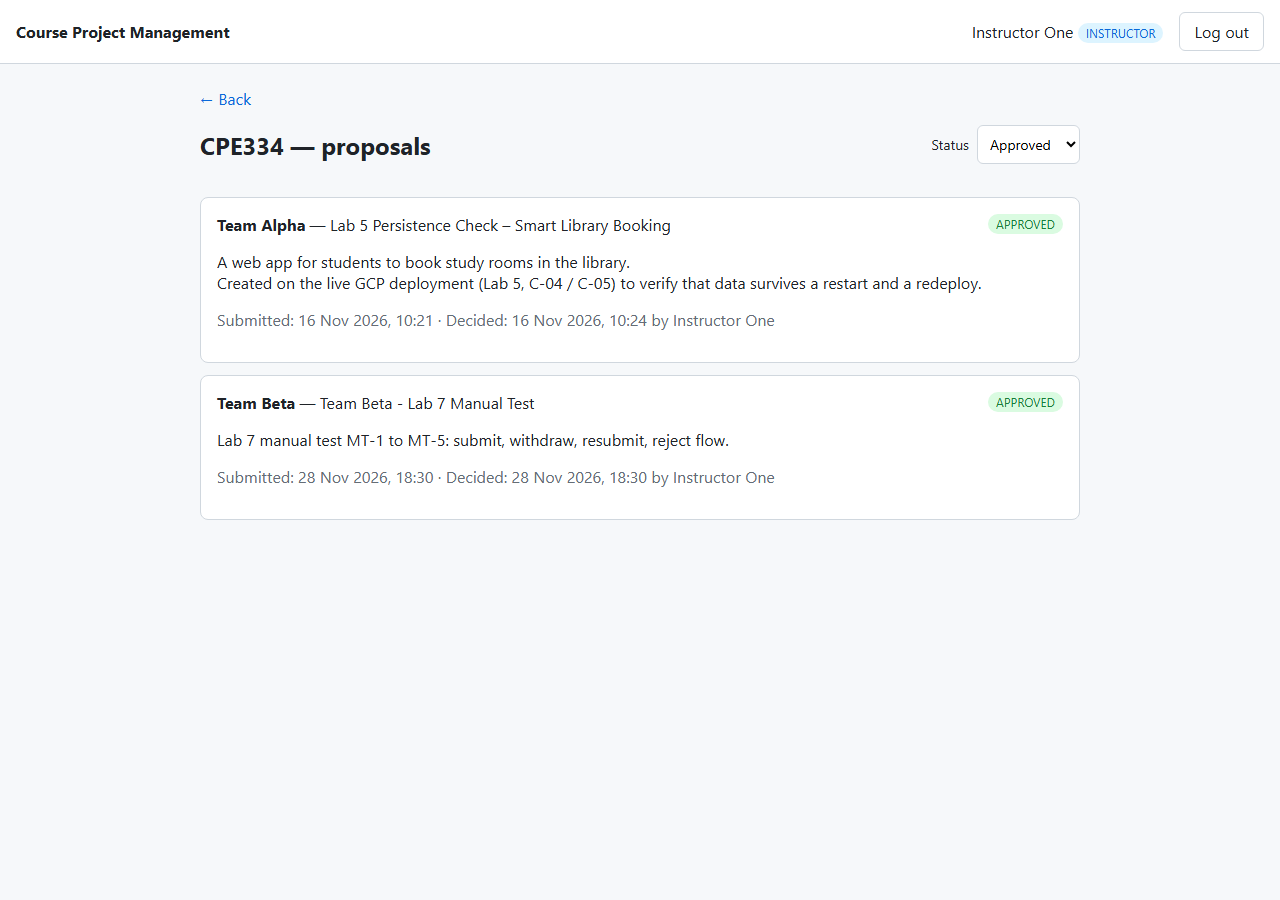 Course Project Management
Instructor One INSTRUCTOR Log out
← Back
CPE334 — proposals
Status Approved
Team Alpha — Lab 5 Persistence Check – Smart Library Booking APPROVED
A web app for students to book study rooms in the library.
Created on the live GCP deployment (Lab 5, C-04 / C-05) to verify that data survives a restart and a redeploy.
Submitted: 16 Nov 2026, 10:21 · Decided: 16 Nov 2026, 10:24 by Instructor One
Team Beta — Team Beta - Lab 7 Manual Test APPROVED
Lab 7 manual test MT-1 to MT-5: submit, withdraw, resubmit, reject flow.
Submitted: 28 Nov 2026, 18:30 · Decided: 28 Nov 2026, 18:30 by Instructor One